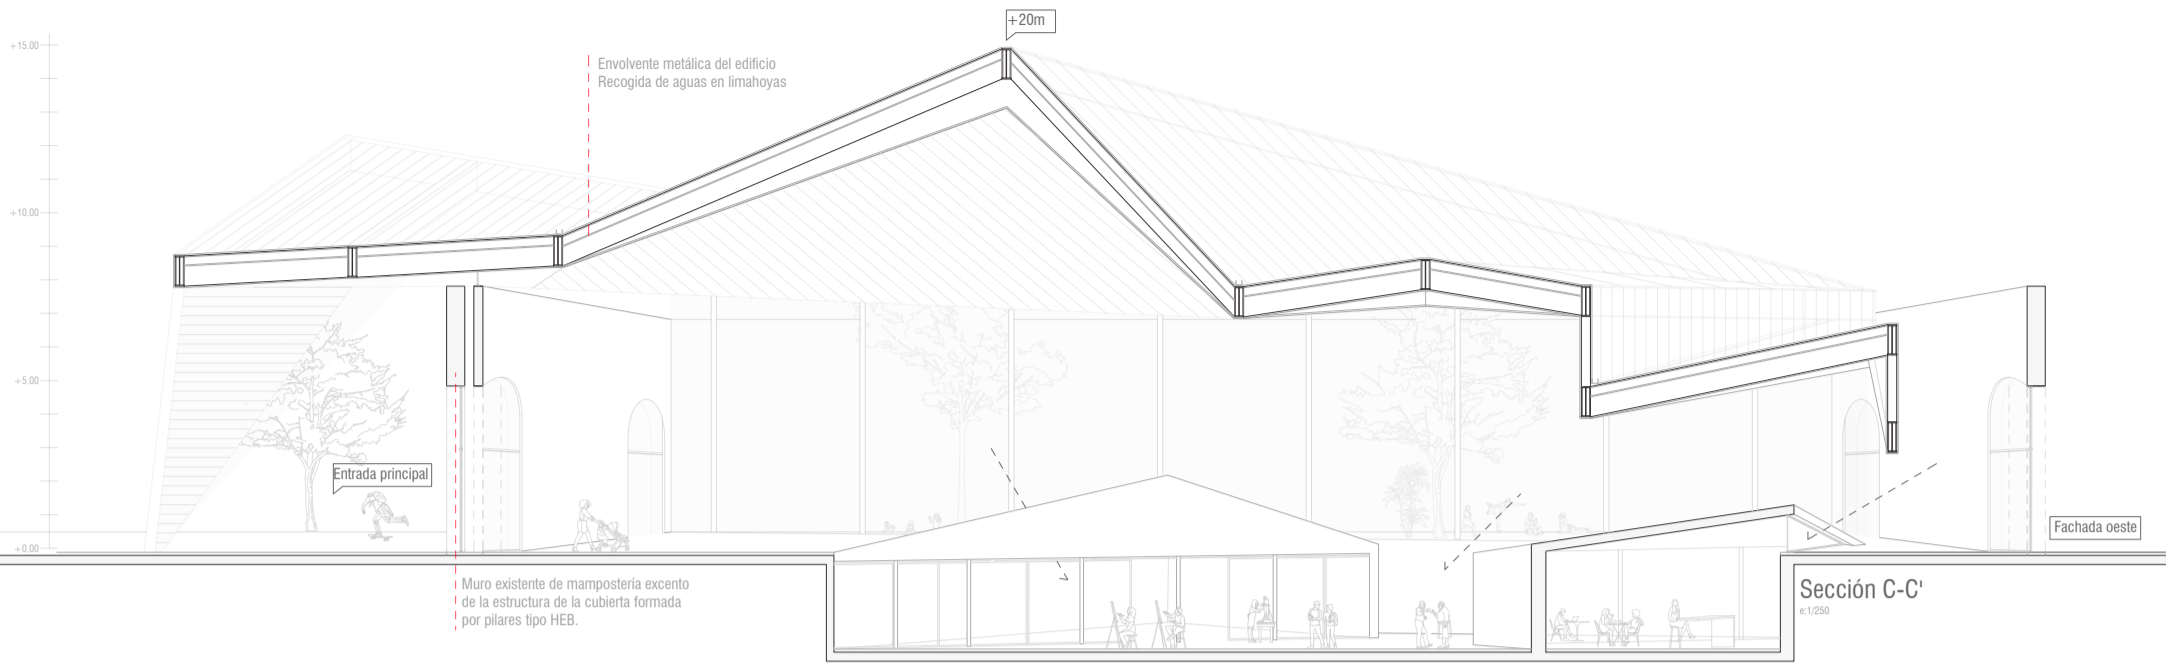 +20m
+15.00
Envolvente metálica del edificio
Recogida de aguas en limahoyas
+10.00
+5.00
Entrada principal
+0.00
Fachada oeste
Muro existente de mampostería excento
de la estructura de la cubierta formada
por pilares tipo HEB.
Sección C-C'
e:1/250